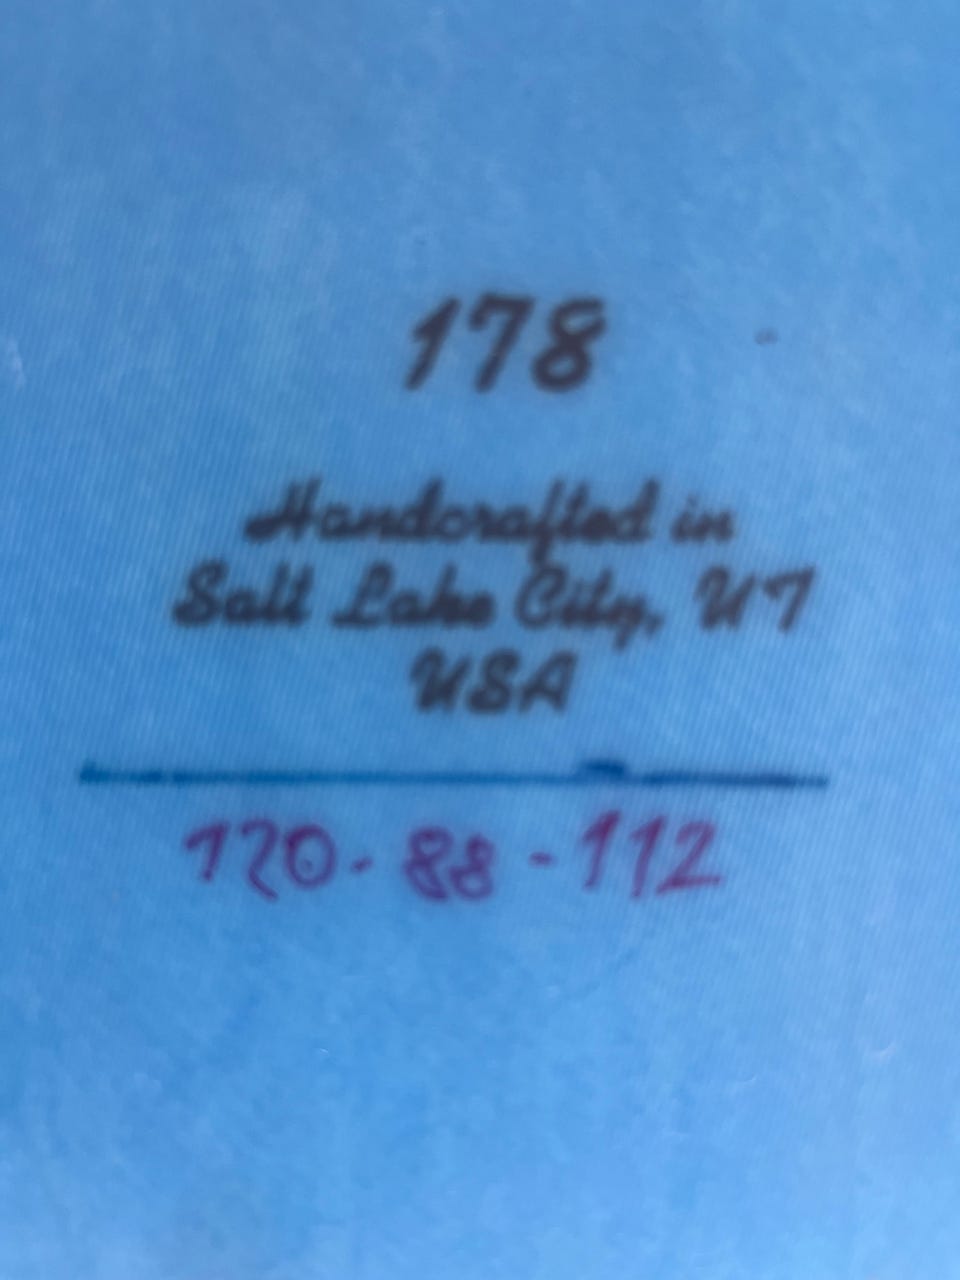 178
Handcrafted in
Salt Lake City, UT
USA
120-88-112